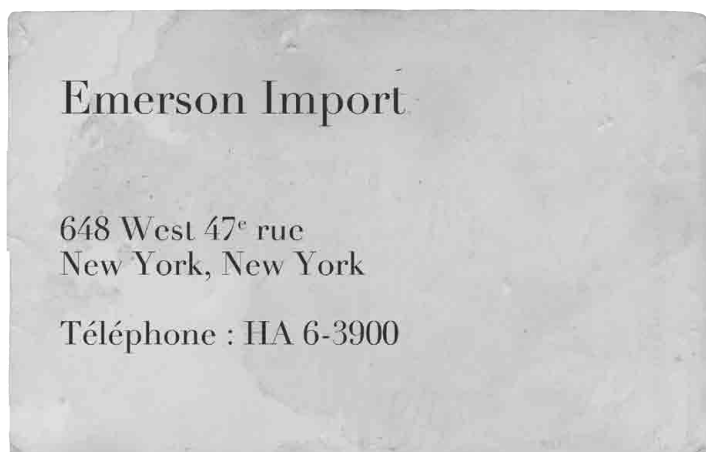 Emerson Import
648 West 47ᵉ rue
New York, New York
Téléphone : HA 6-3900